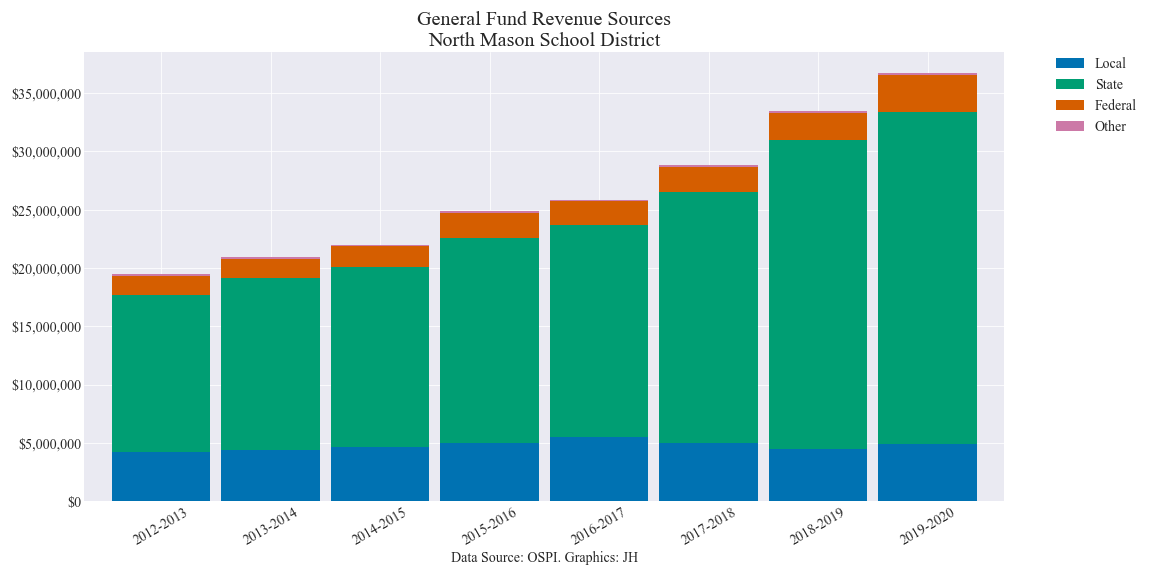 General Fund Revenue Sources
North Mason School District
Local
State
Federal
Other
$35,000,000
$30,000,000
$25,000,000
$20,000,000
$15,000,000
$10,000,000
$5,000,000
$0
2012-2013
2013-2014
2014-2015
2015-2016
2016-2017
2017-2018
2018-2019
2019-2020
Data Source: OSPI. Graphics: JH